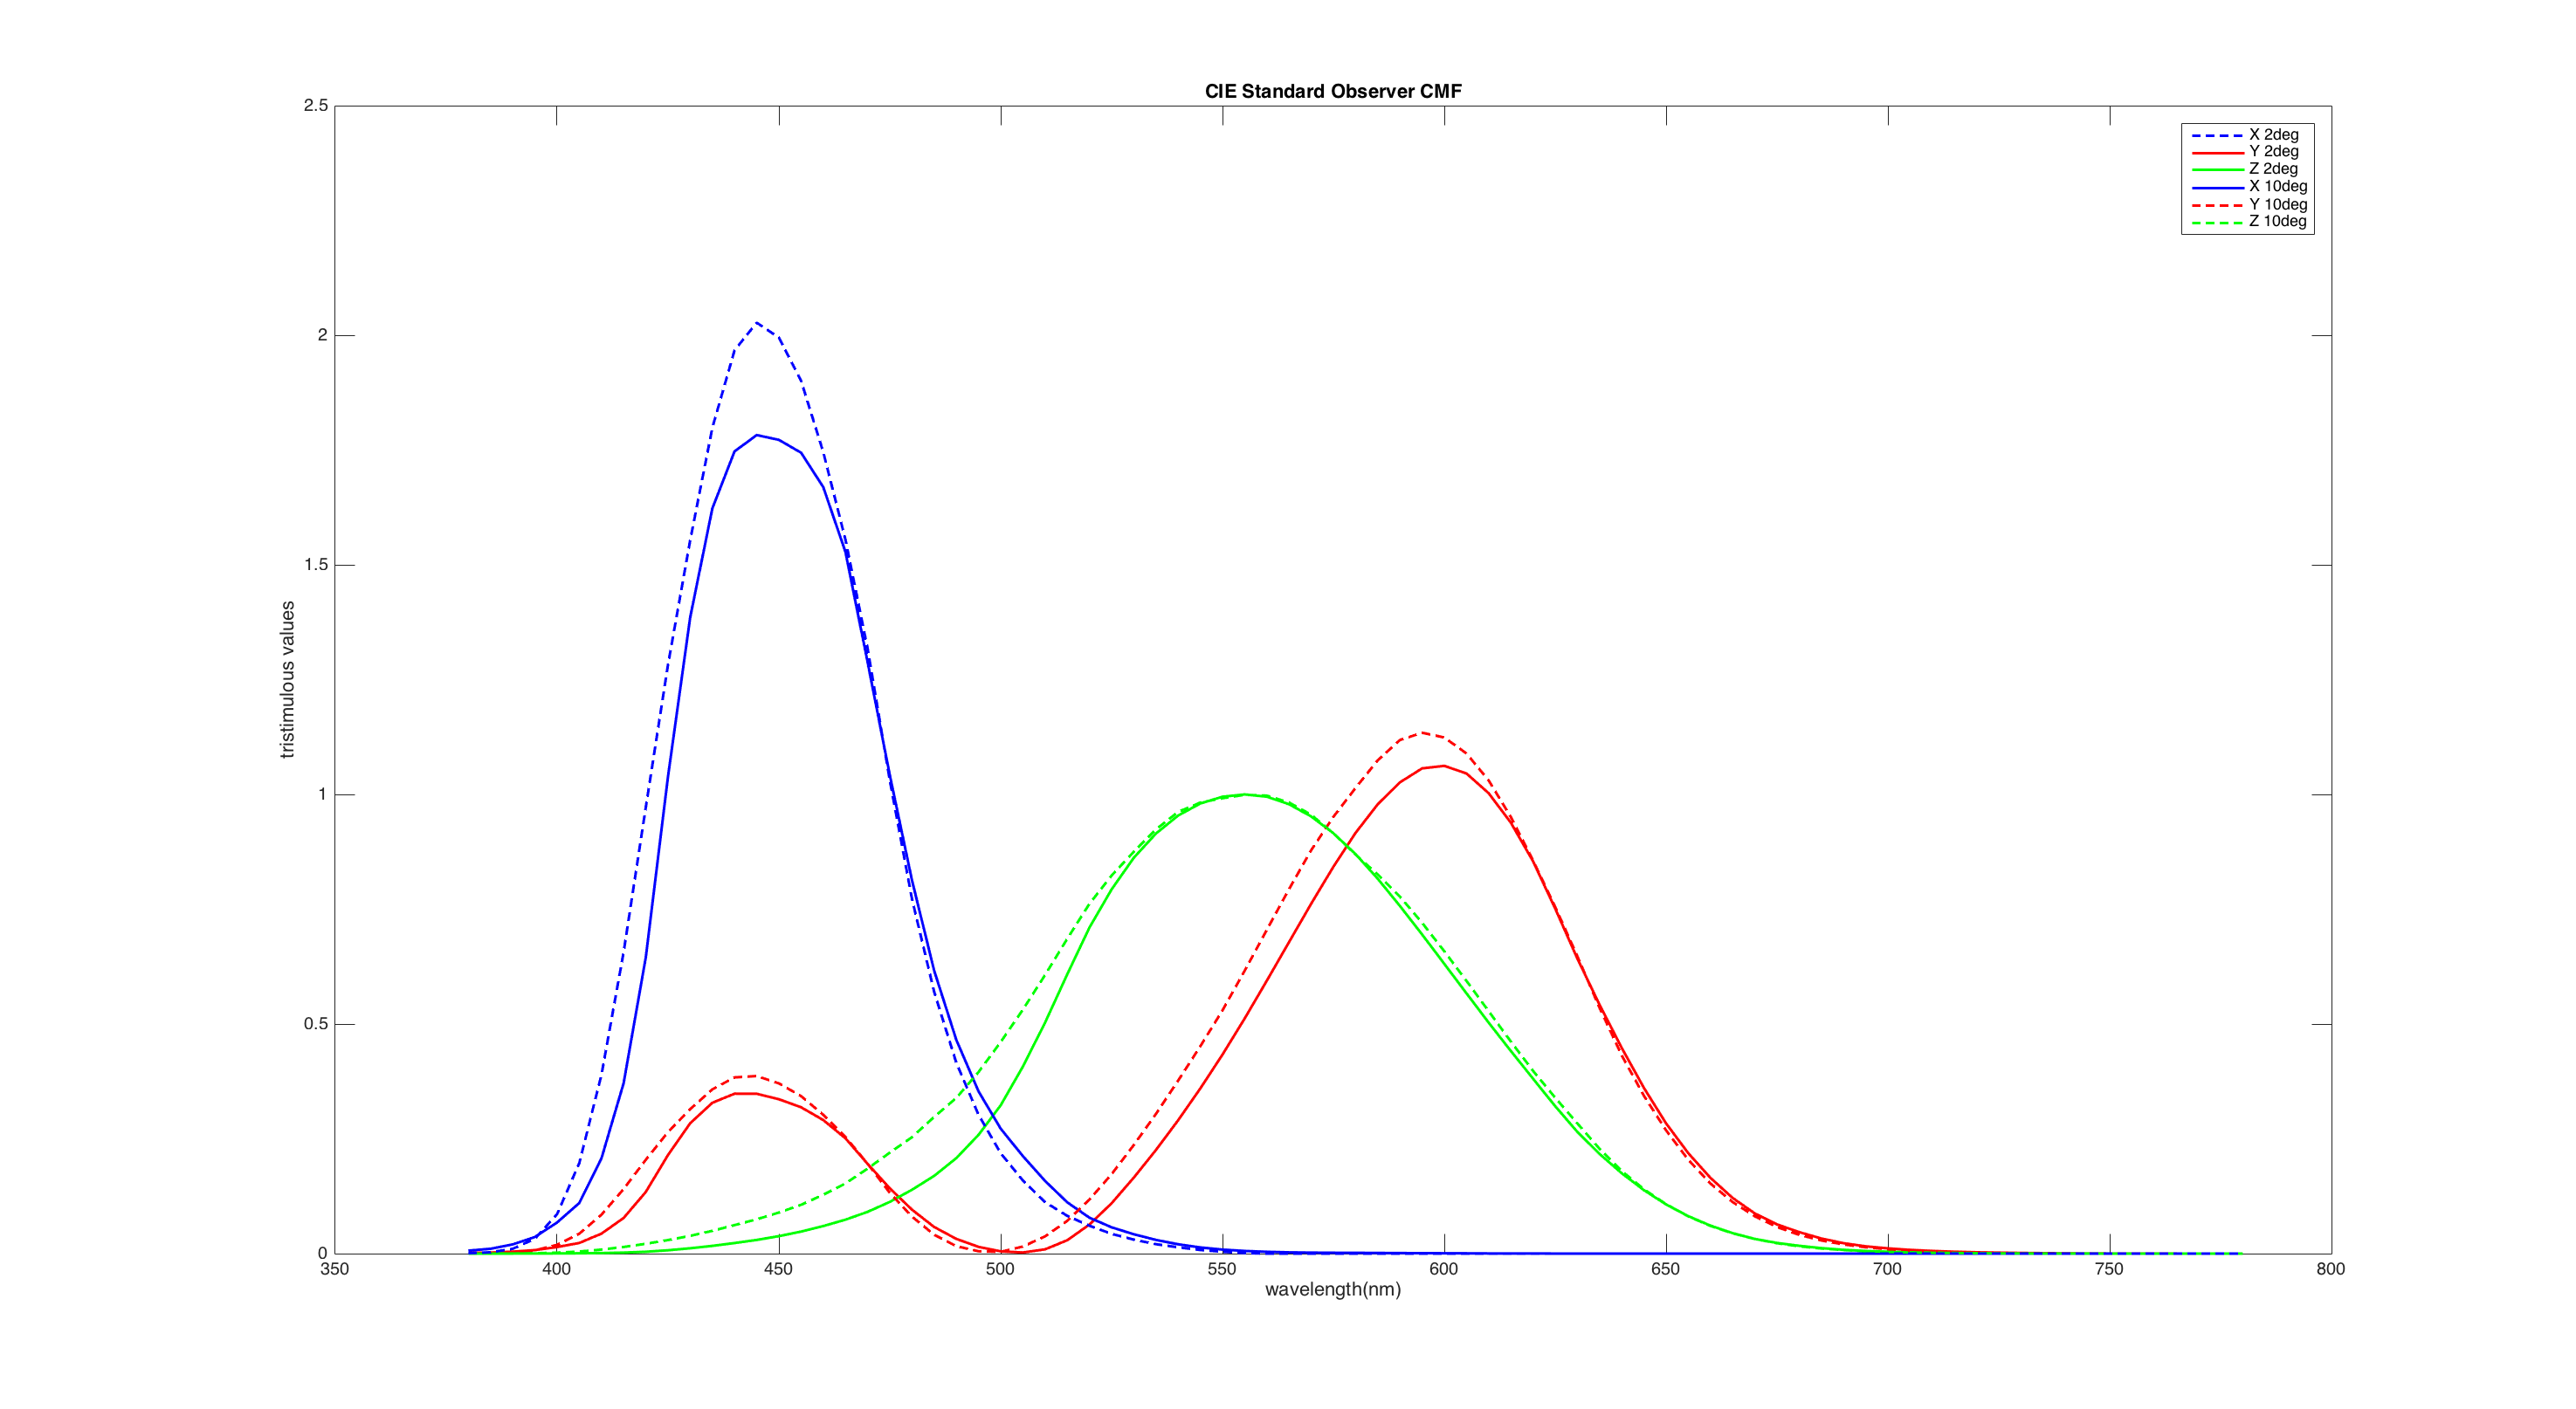 CIE Standard Observer CMF
2.5
2
1.5
1
0.5
0
tristimulous values
350 400 450 500 550 600 650 700 750 800
wavelength(nm)
X 2deg
Y 2deg
Z 2deg
X 10deg
Y 10deg
Z 10deg